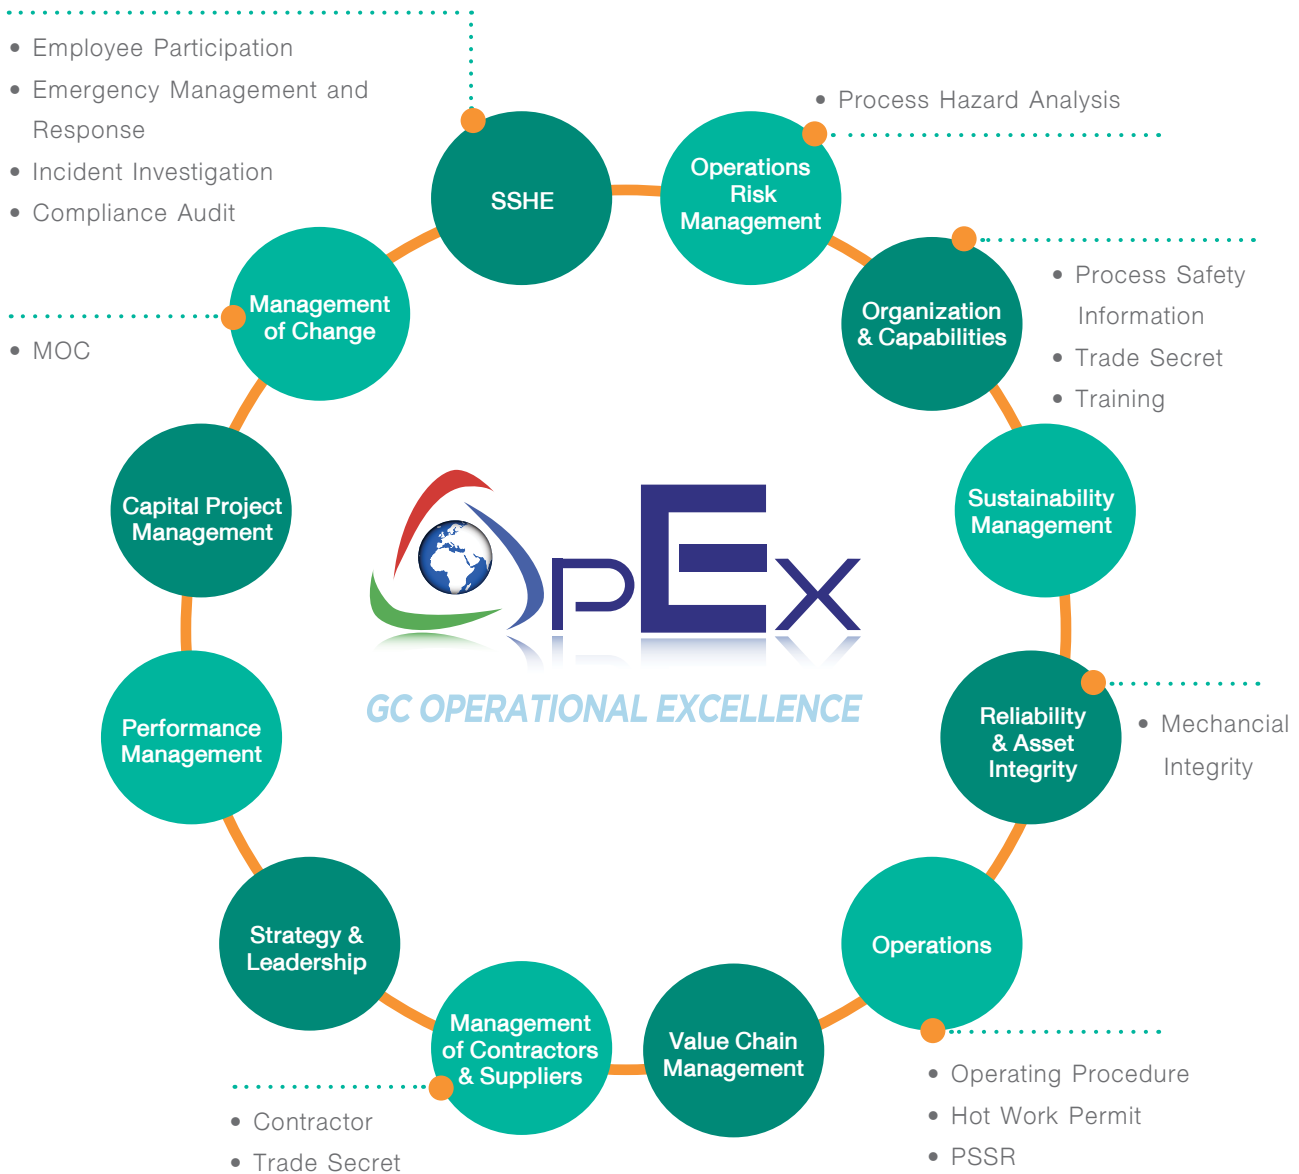 • Employee Participation
• Emergency Management and
Response
• Incident Investigation
• Compliance Audit
SSHE
Operations
Risk
Management
• Process Hazard Analysis
Organization
& Capabilities
• Process Safety
Information
• Trade Secret
• Training
Management
of Change
• MOC
Capital Project
Management
Sustainability
Management
OpEx
GC OPERATIONAL EXCELLENCE
Performance
Management
Reliability
& Asset
Integrity
• Mechancial
Integrity
Strategy &
Leadership
Operations
• Operating Procedure
• Hot Work Permit
• PSSR
Management
of Contractors
& Suppliers
• Contractor
• Trade Secret
Value Chain
Management